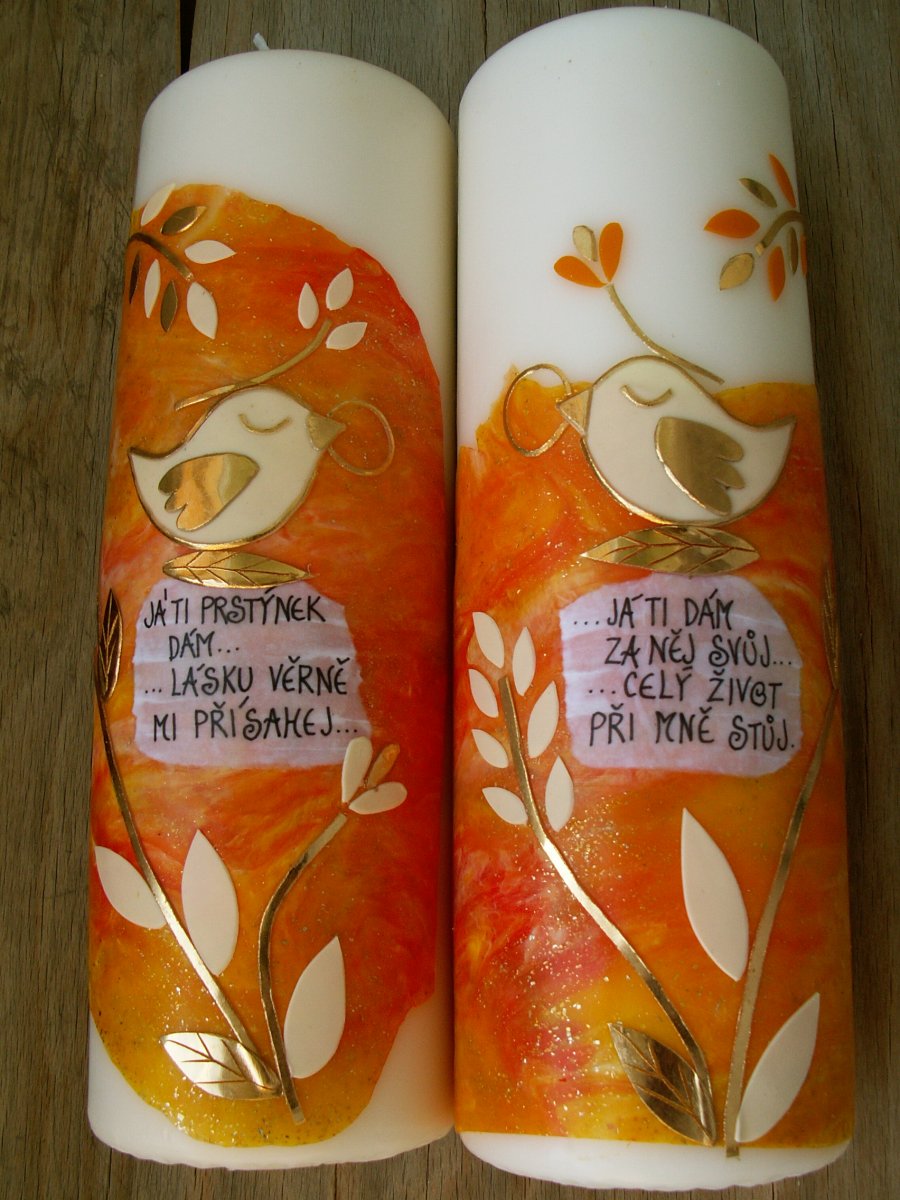 JÁ TI PRSTÝNEK
DÁM...
...LÁSKU VĚRNĚ
MI PŘÍSAHEJ...
...JÁ TI DÁM
ZA NĚJ SVŮJ...
...CELÝ ŽIVOT
PŘI MNĚ STŮJ.